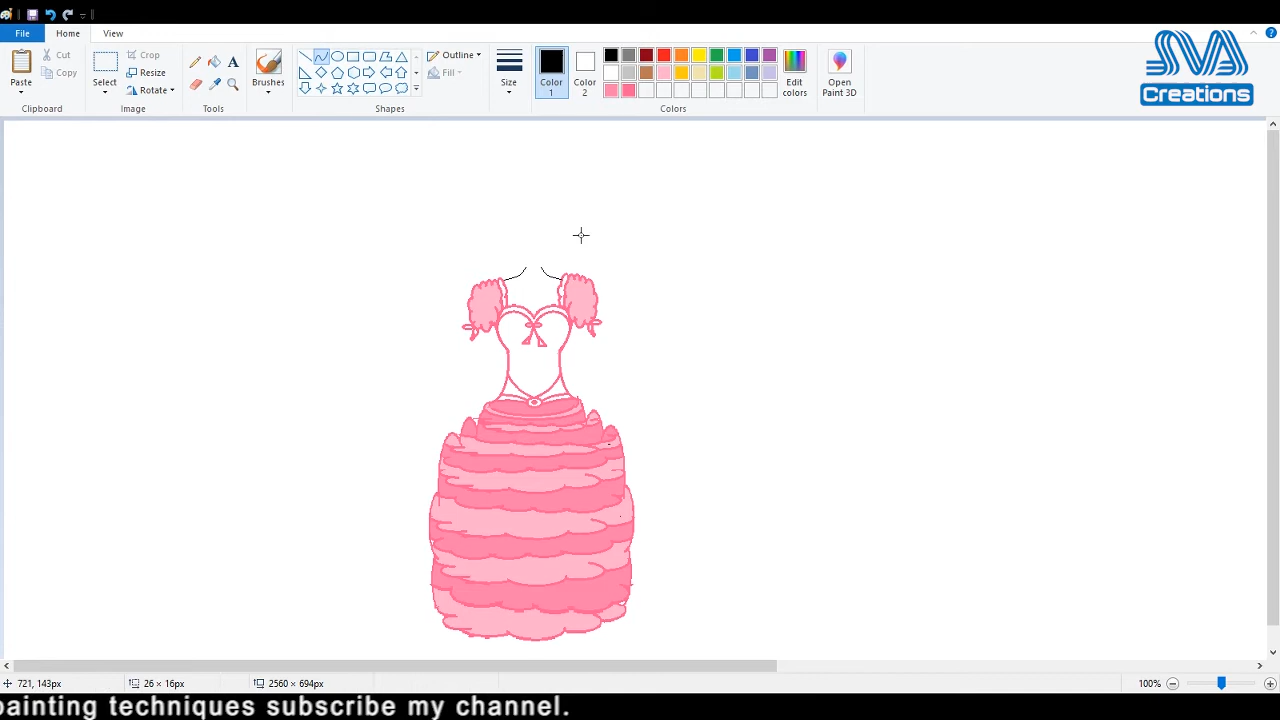 File
Home
View
Paste
Cut
Copy
Clipboard
Select
Crop
Resize
Rotate
Image
Tools
Brushes
Shapes
Outline
Fill
Size
Color 1
Color 2
Colors
Edit colors
Open Paint 3D
SVA
Creations
721, 143px
26 × 16px
2560 × 694px
100%
painting techniques subscribe my channel.